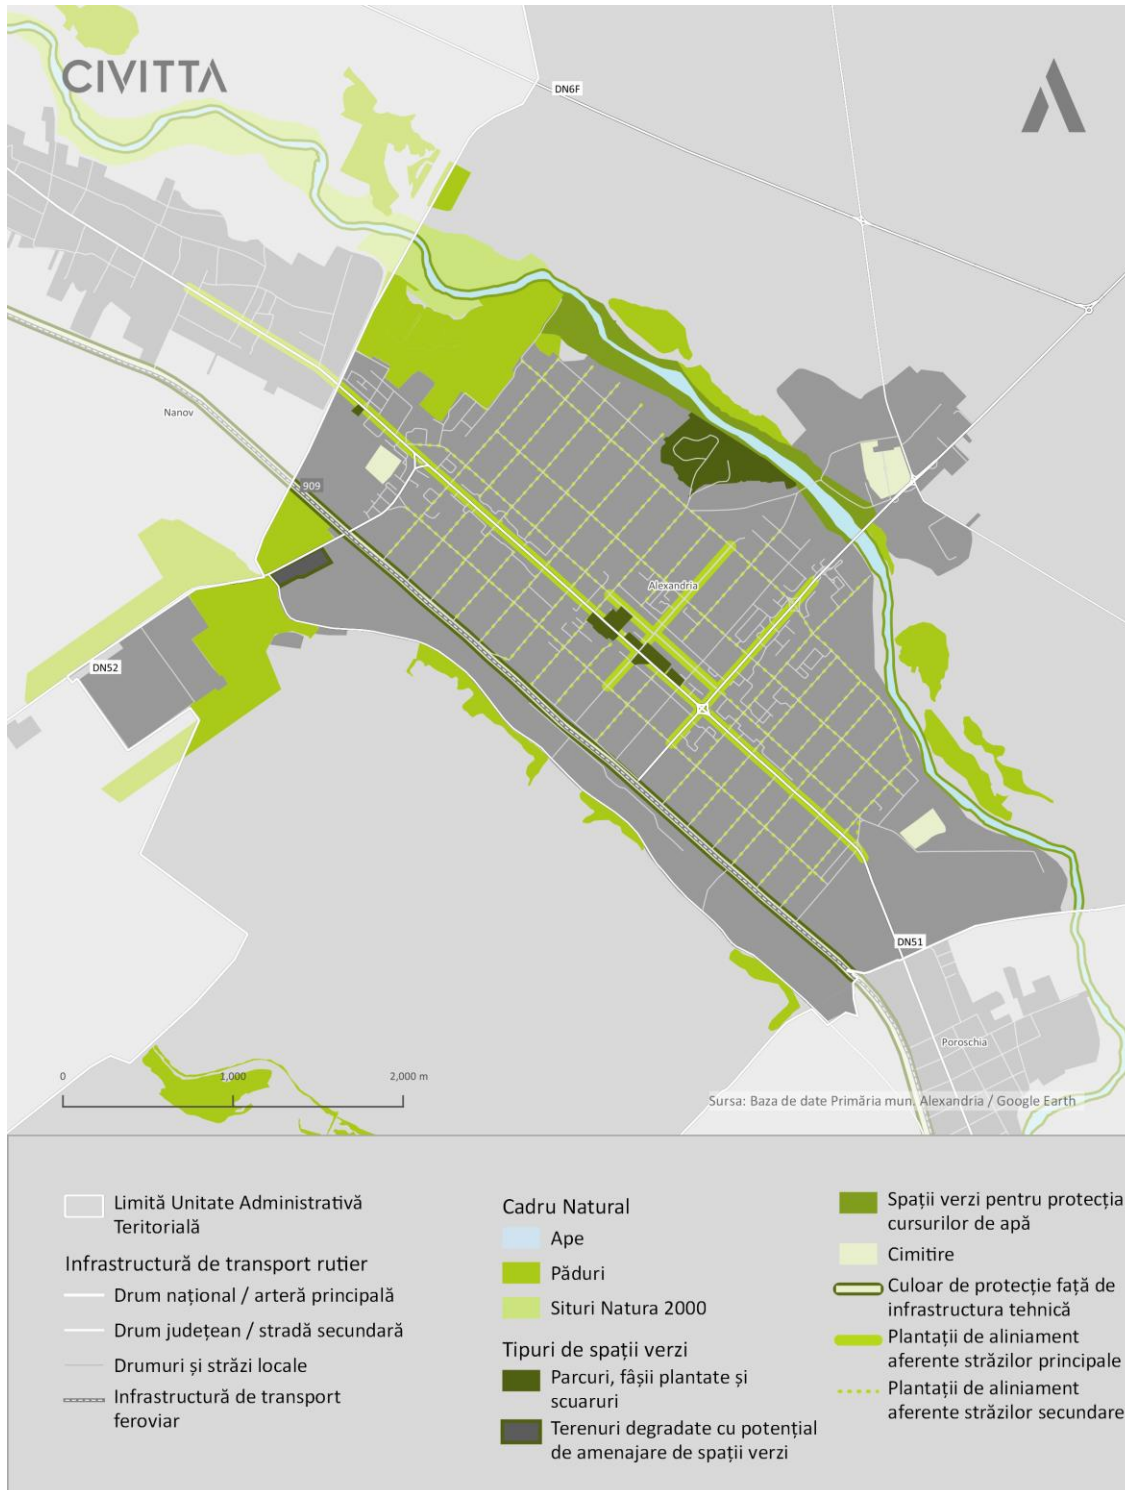 CIVITTA
DN6F
Nanov
909
Alexandria
DN52
DN51
Poroschia
0 1,000 2,000 m
Sursa: Baza de date Primăria mun. Alexandria / Google Earth
Limită Unitate Administrativă
Teritorială
Infrastructură de transport rutier
Drum național / arteră principală
Drum județean / stradă secundară
Drumuri și străzi locale
Infrastructură de transport
feroviar
Cadru Natural
Ape
Păduri
Situri Natura 2000
Tipuri de spații verzi
Parcuri, fâșii plantate și
scuaruri
Terenuri degradate cu potențial
de amenajare de spații verzi
Spații verzi pentru protecția
cursurilor de apă
Cimitire
Culoar de protecție față de
infrastructura tehnică
Plantații de aliniament
aferente străzilor principale
Plantații de aliniament
aferente străzilor secundare